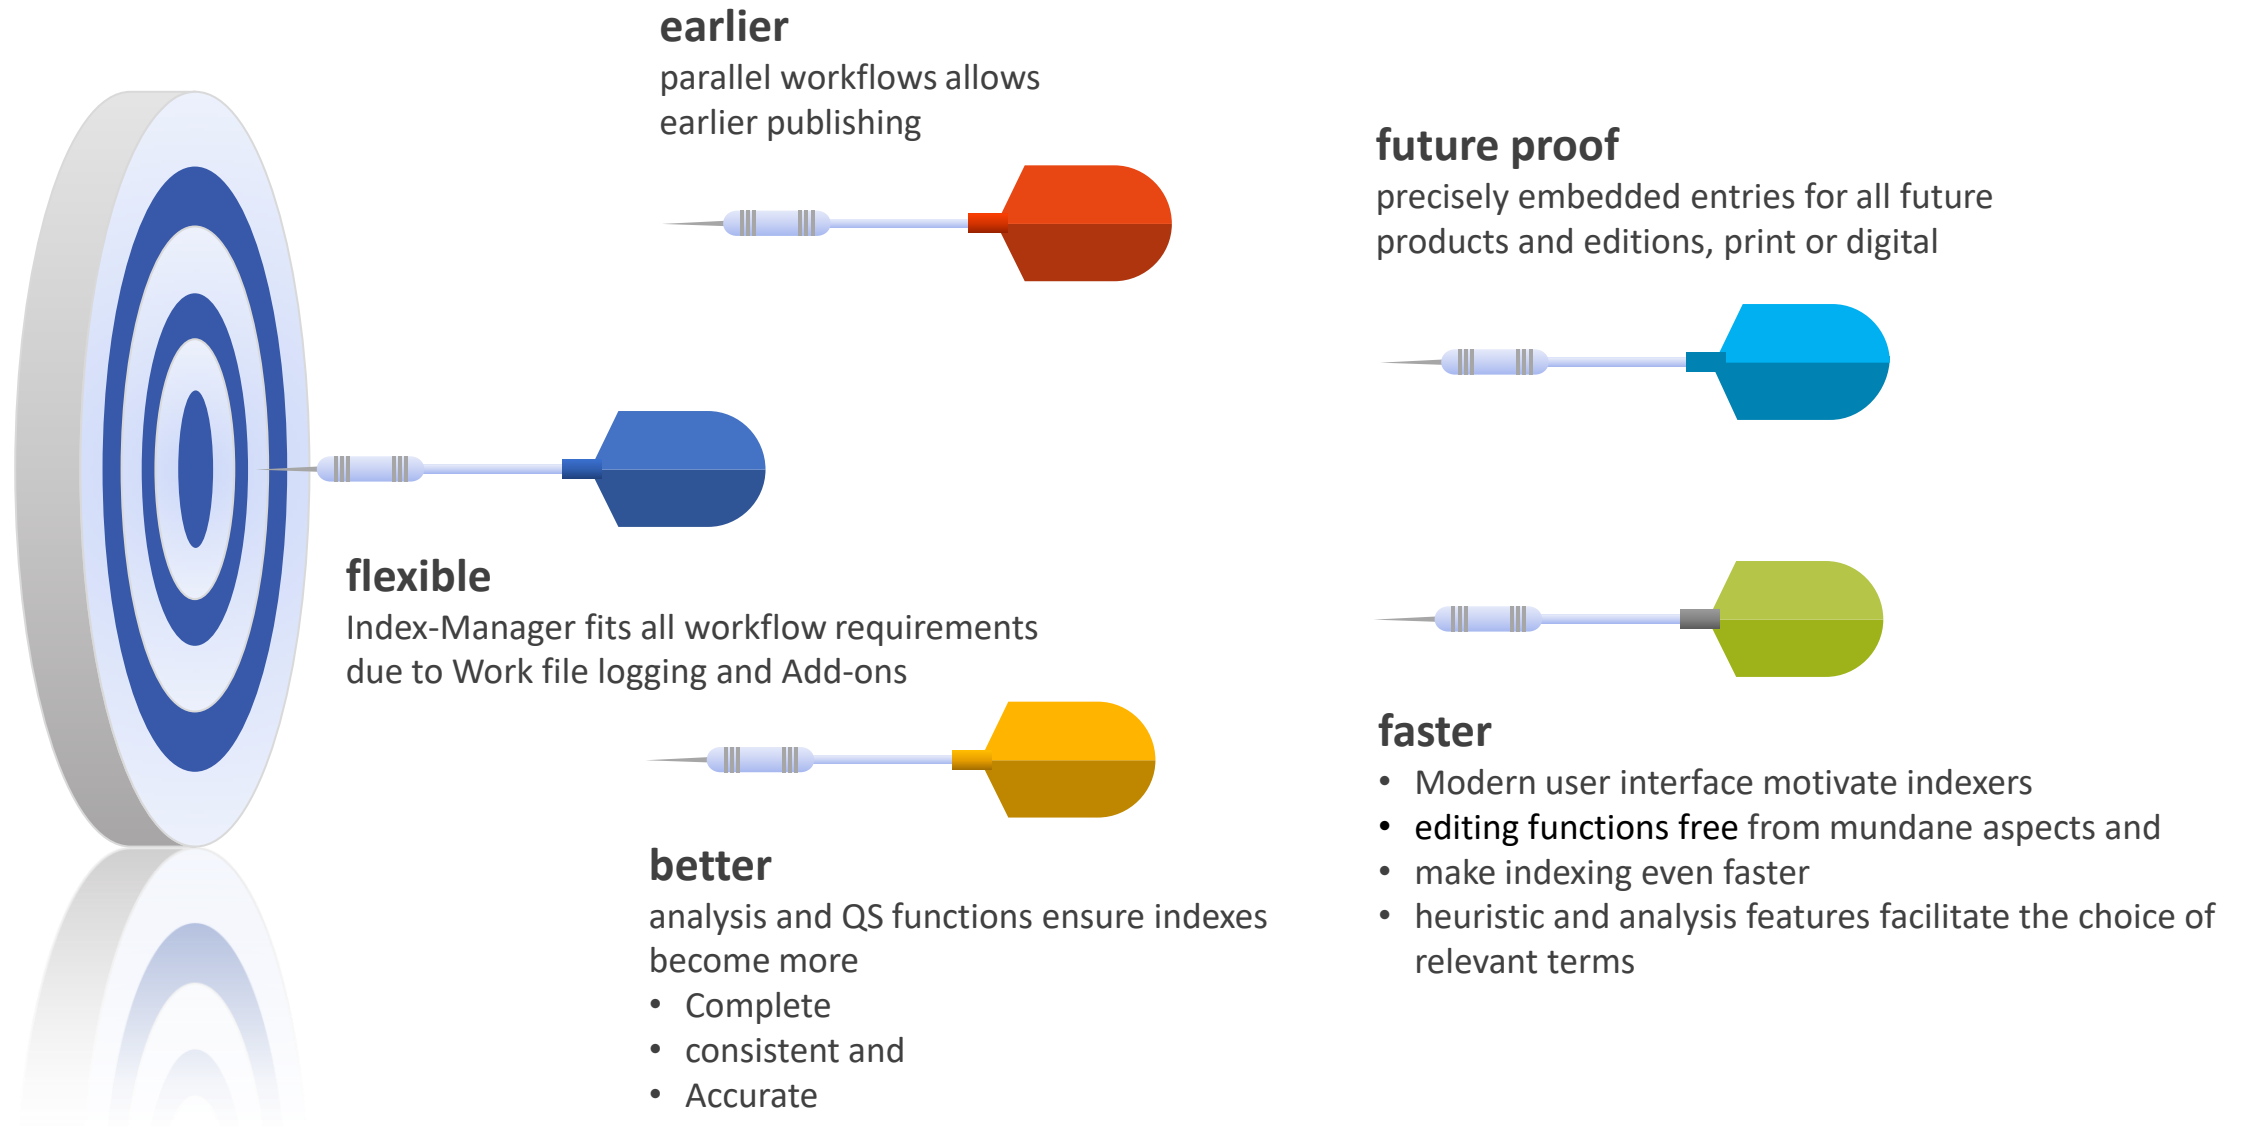 earlier
parallel workflows allows
earlier publishing
future proof
precisely embedded entries for all future
products and editions, print or digital
flexible
Index-Manager fits all workflow requirements
due to Work file logging and Add-ons
better
analysis and QS functions ensure indexes
become more
• Complete
• consistent and
• Accurate
faster
• Modern user interface motivate indexers
• editing functions free from mundane aspects and
• make indexing even faster
• heuristic and analysis features facilitate the choice of
relevant terms